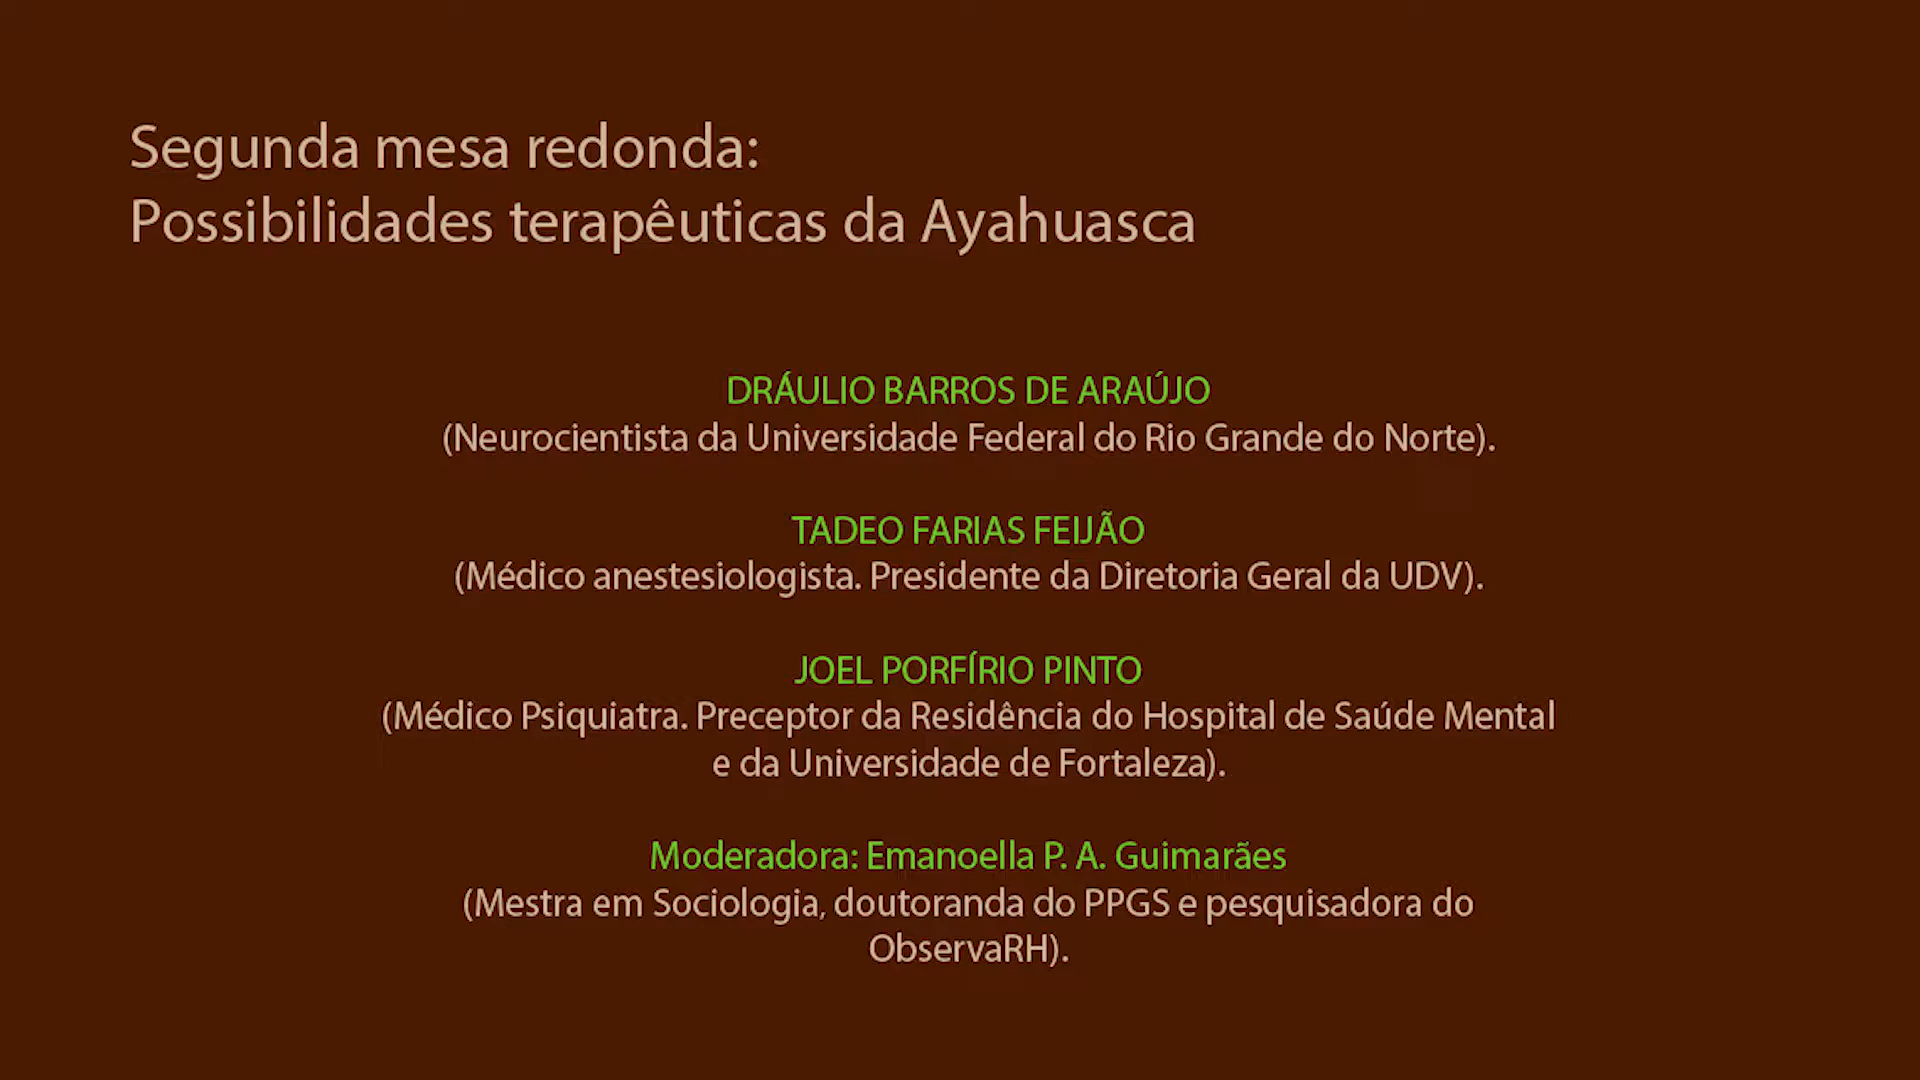 Segunda mesa redonda:
Possibilidades terapêuticas da Ayahuasca
DRÁULIO BARROS DE ARAÚJO
(Neurocientista da Universidade Federal do Rio Grande do Norte).
TADEO FARIAS FEIJÃO
(Médico anestesiologista. Presidente da Diretoria Geral da UDV).
JOEL PORFÍRIO PINTO
(Médico Psiquiatra. Preceptor da Residência do Hospital de Saúde Mental
e da Universidade de Fortaleza).
Moderadora: Emanoella P. A. Guimarães
(Mestra em Sociologia, doutoranda do PPGS e pesquisadora do
ObservaRH).